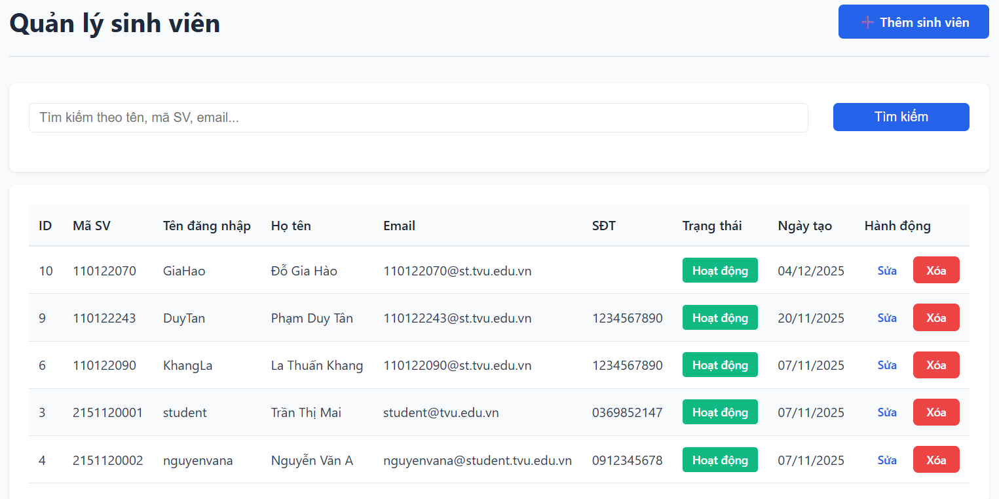 Quản lý sinh viên
➕ Thêm sinh viên
Tìm kiếm theo tên, mã SV, email...
Tìm kiếm
ID Mã SV Tên đăng nhập Họ tên Email SĐT Trạng thái Ngày tạo Hành động
10 110122070 GiaHao Đỗ Gia Hào 110122070@st.tvu.edu.vn Hoạt động 04/12/2025 Sửa Xóa
9 110122243 DuyTan Phạm Duy Tân 110122243@st.tvu.edu.vn 1234567890 Hoạt động 20/11/2025 Sửa Xóa
6 110122090 KhangLa La Thuấn Khang 110122090@st.tvu.edu.vn 1234567890 Hoạt động 07/11/2025 Sửa Xóa
3 2151120001 student Trần Thị Mai student@tvu.edu.vn 0369852147 Hoạt động 07/11/2025 Sửa Xóa
4 2151120002 nguyenvana Nguyễn Văn A nguyenvana@student.tvu.edu.vn 0912345678 Hoạt động 07/11/2025 Sửa Xóa